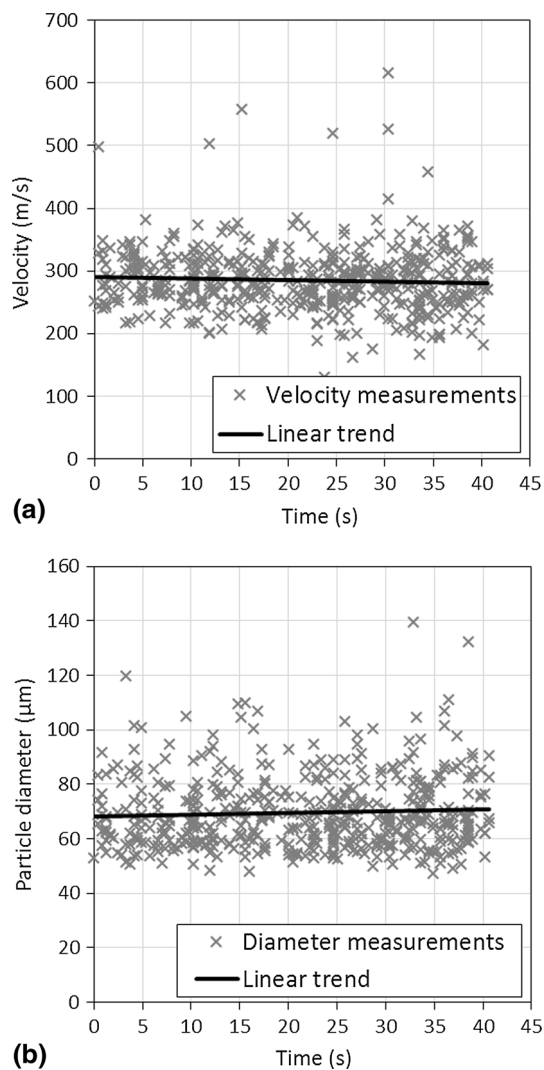 700
600
500
400
300
200
100
0
Velocity (m/s)
Velocity measurements
Linear trend
0 5 10 15 20 25 30 35 40 45
Time (s)
(a)
160
140
120
100
80
60
40
20
0
Particle diameter (µm)
Diameter measurements
Linear trend
0 5 10 15 20 25 30 35 40 45
Time (s)
(b)